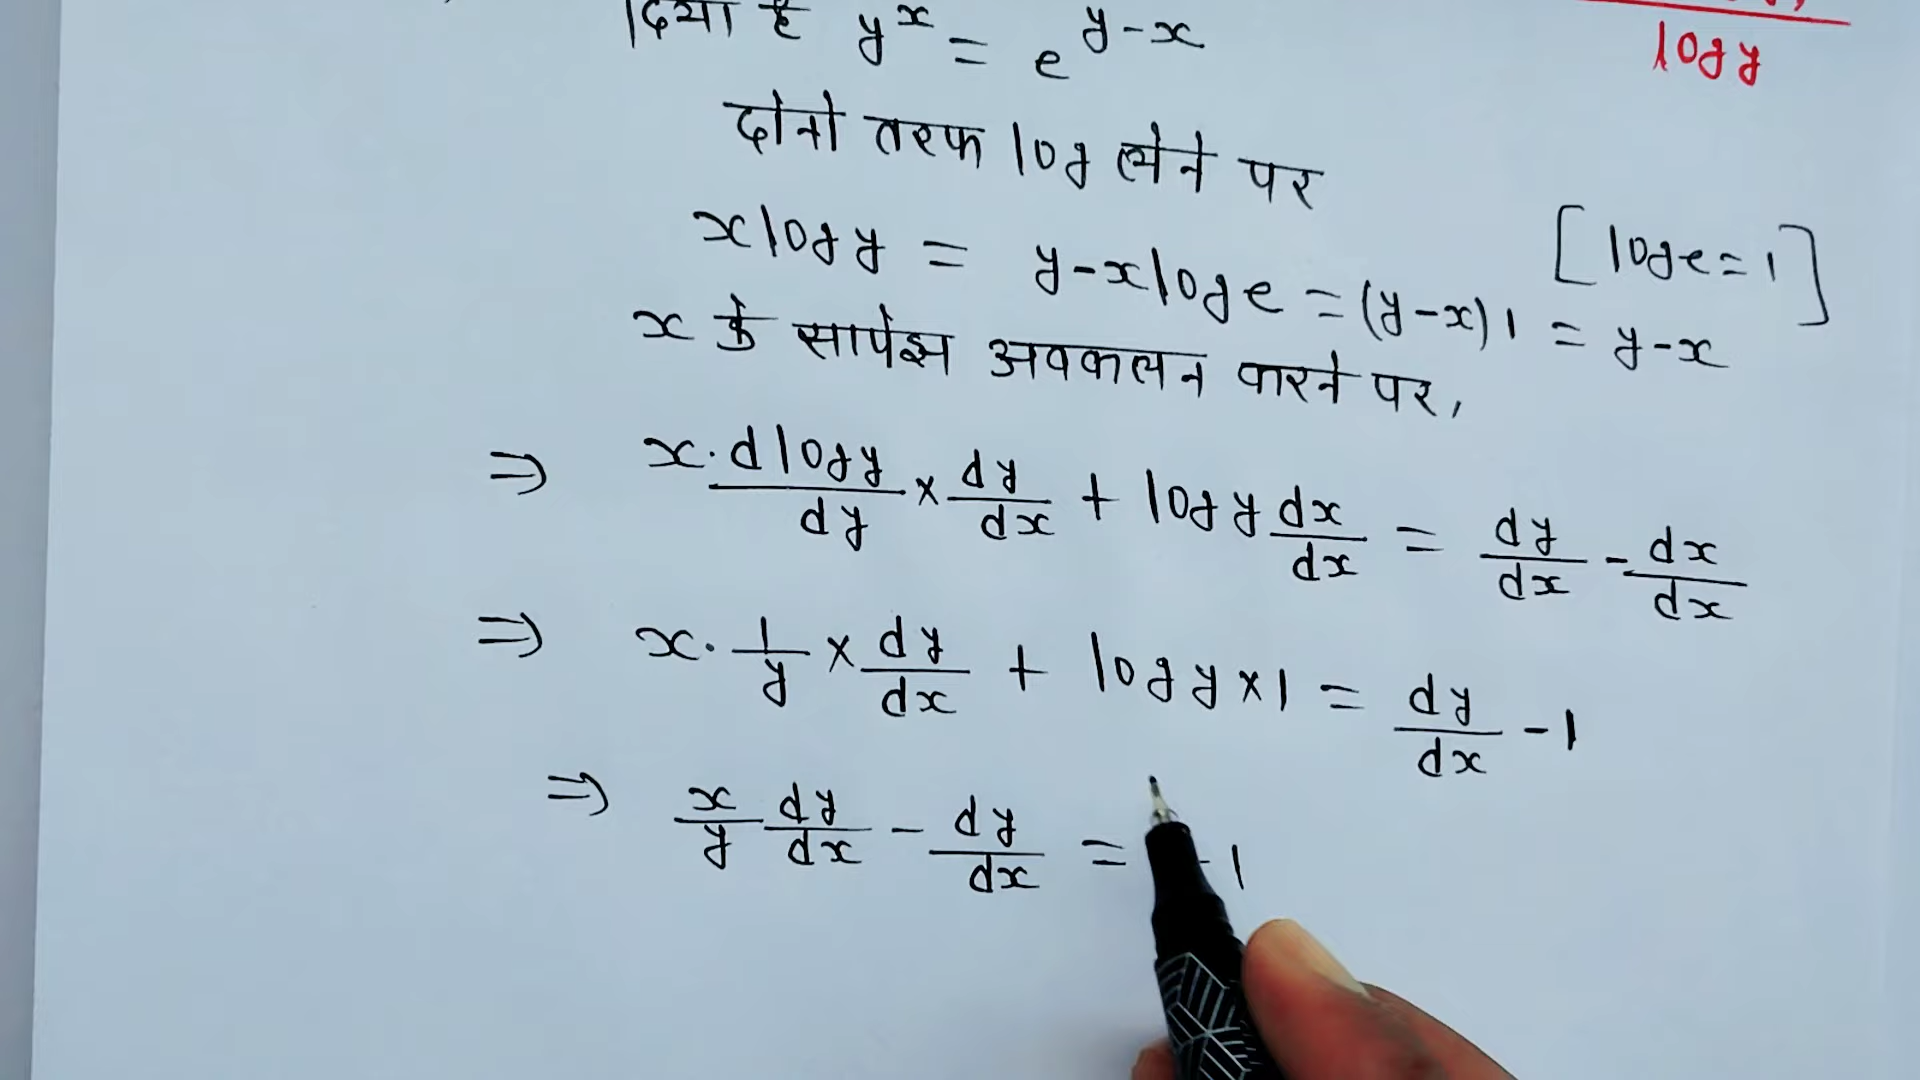 दिया है y^x = e^(y-x)
log y
दोनो तरफ log लेने पर
x log y = y-x log e = (y-x) 1 = y-x [log e = 1]
x के सापेक्ष अवकलन करने पर,
⇒ x. d log y/dy × dy/dx + log y dx/dx = dy/dx - dx/dx
⇒ x. 1/y × dy/dx + log y × 1 = dy/dx - 1
⇒ x/y dy/dx - dy/dx = -1